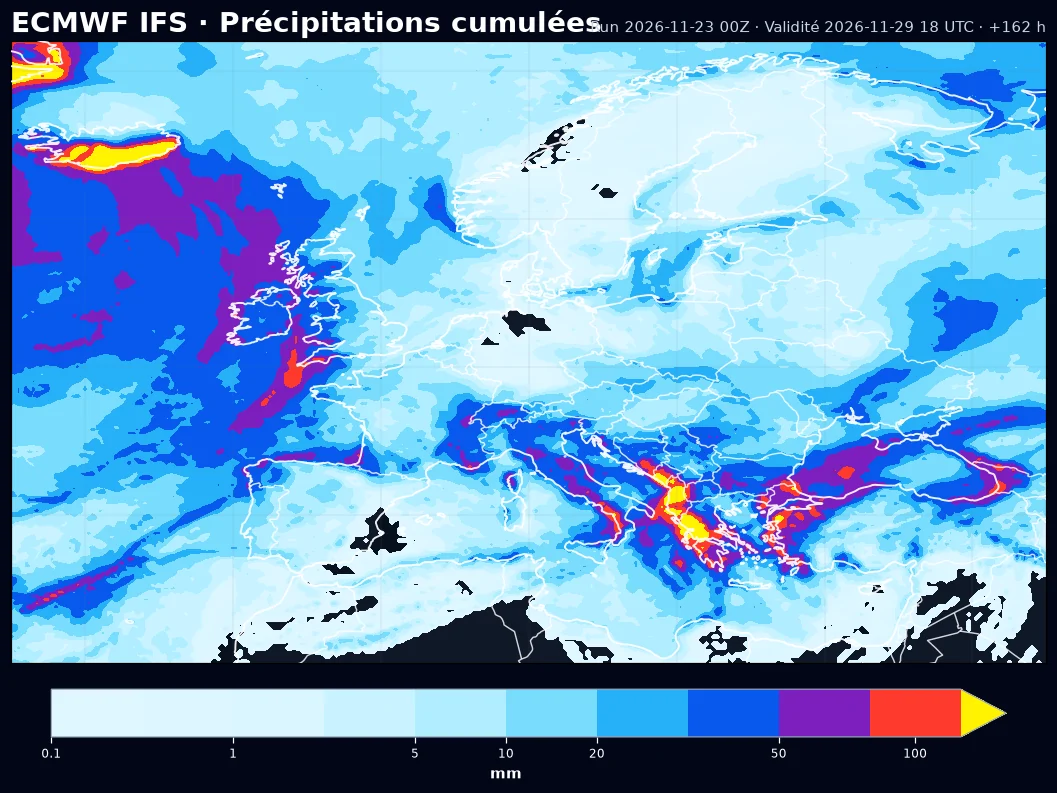 ECMWF IFS · Précipitations cumulées
Run 2026-11-23 00Z · Validité 2026-11-29 18 UTC · +162 h
0.1 1 5 10 20 50 100
mm